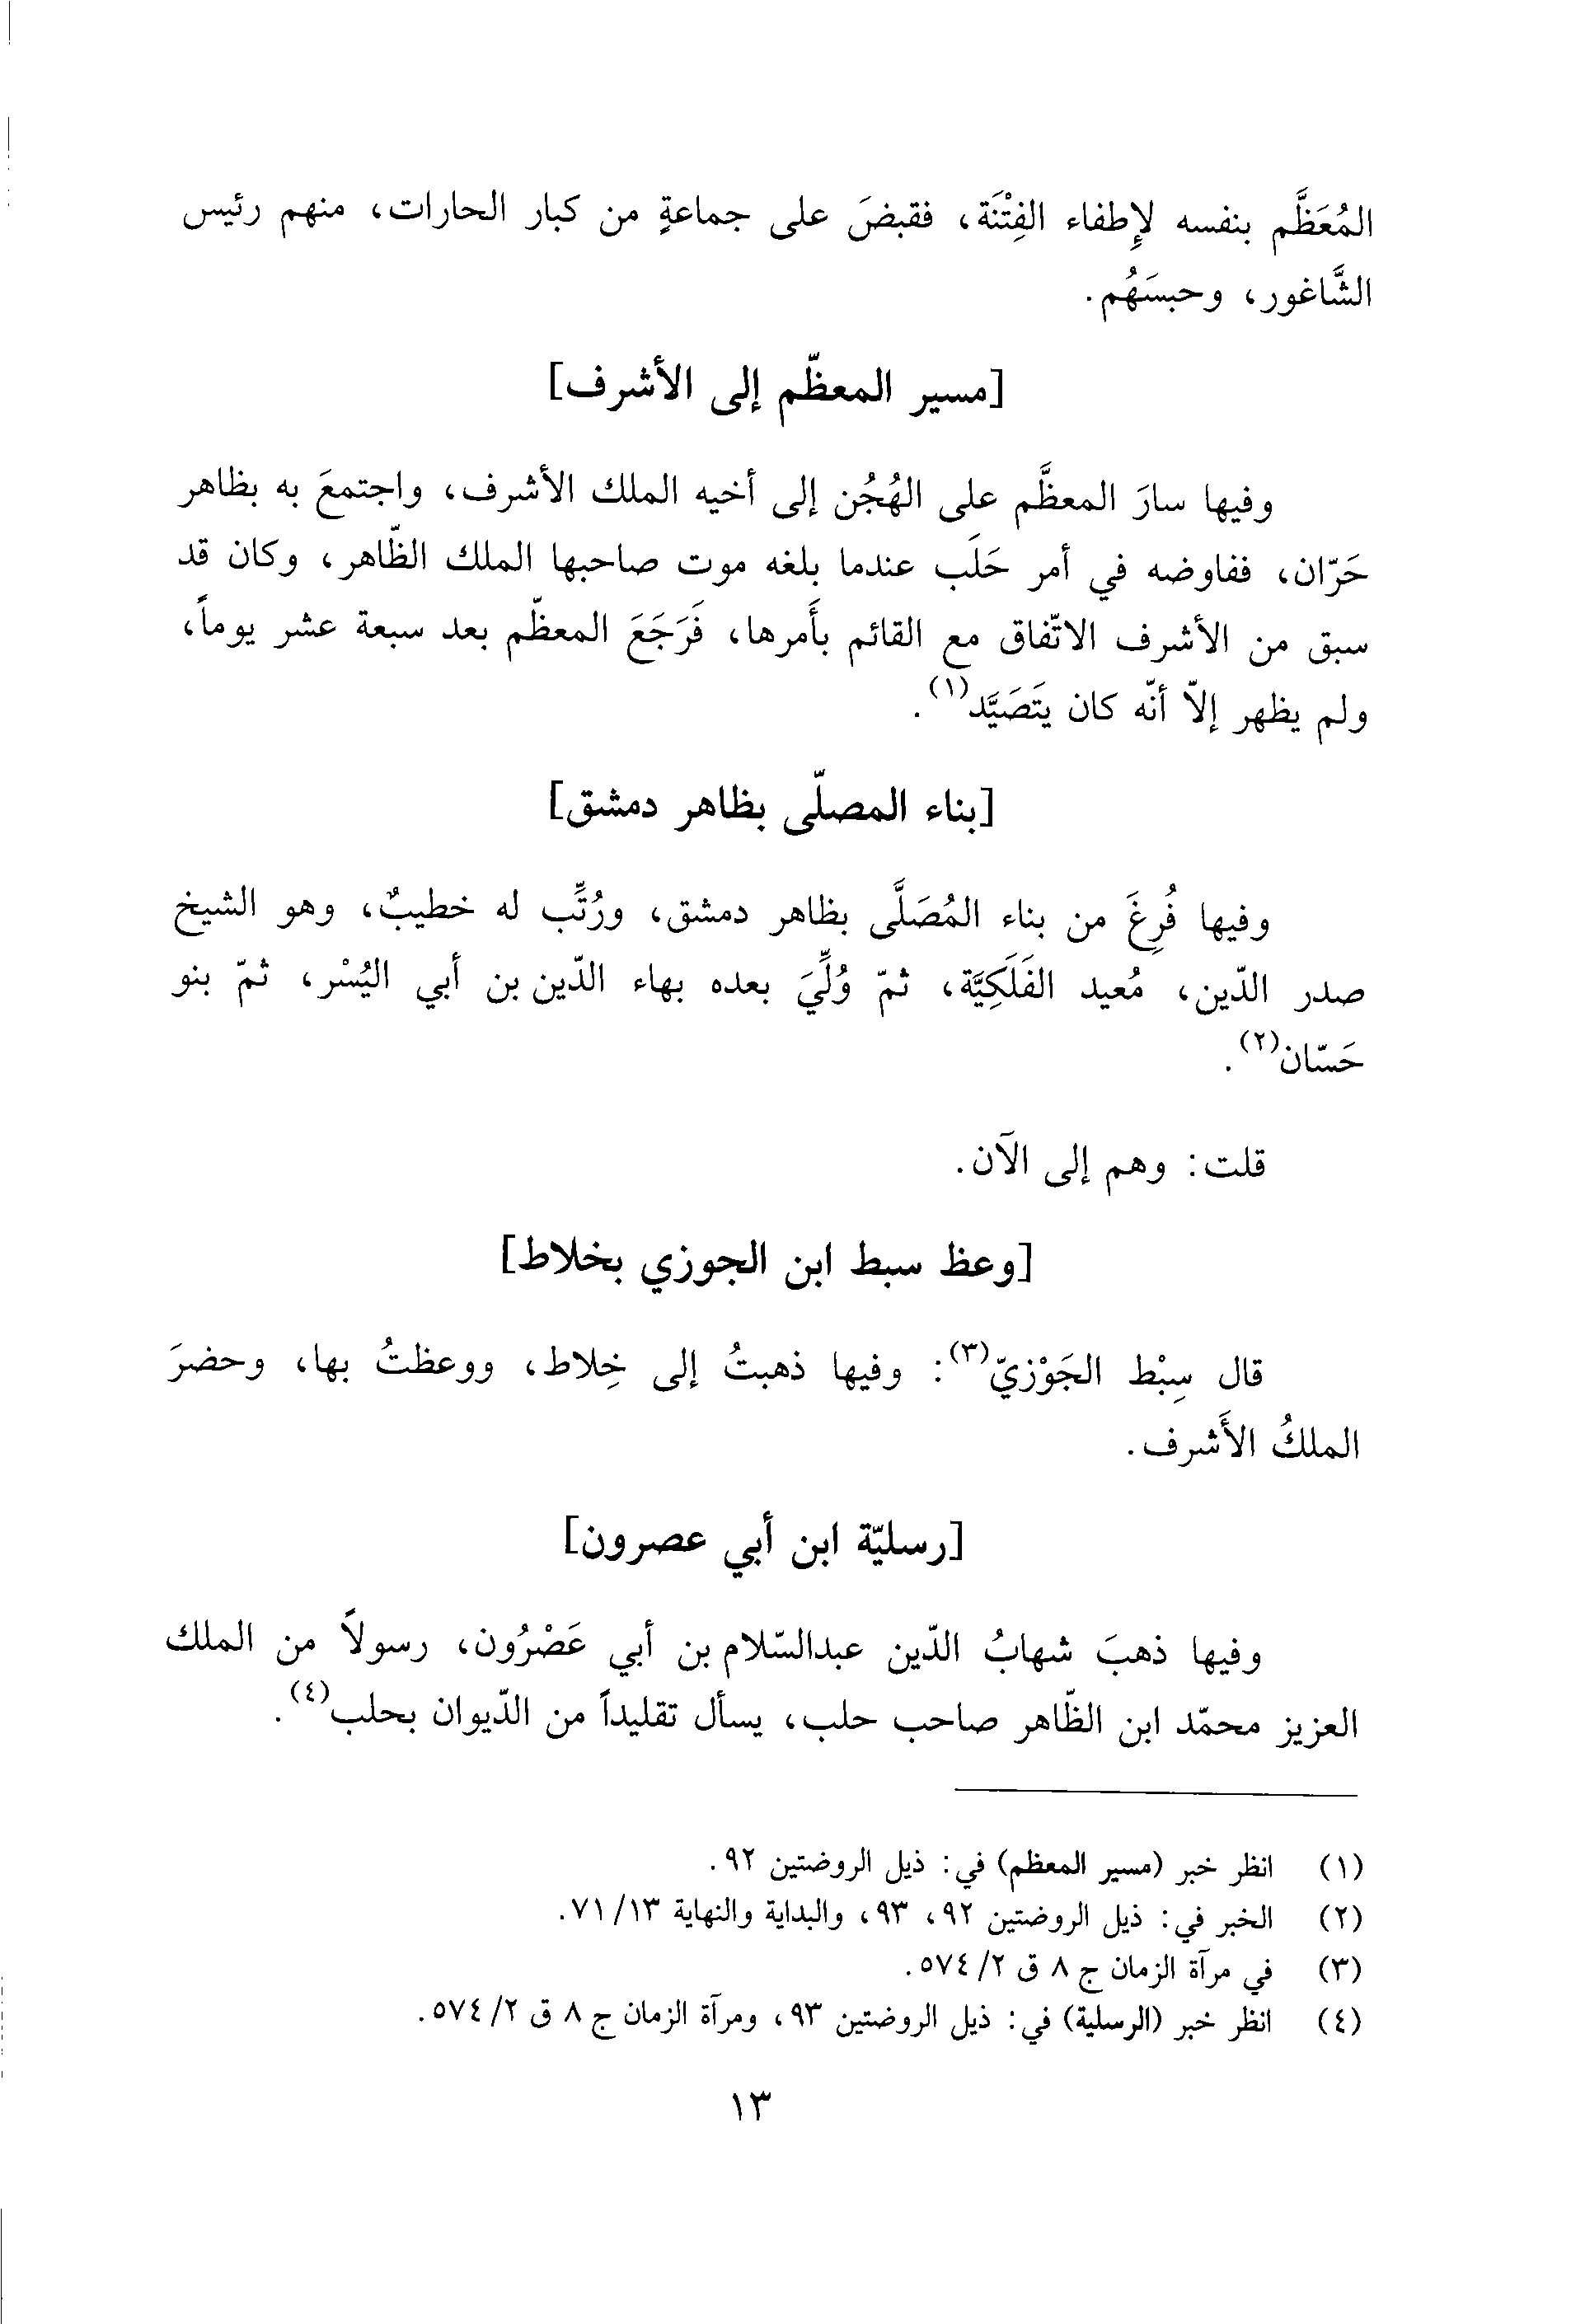 المُعَظَّم بنفسه لإِطفاء الفِتْنَة، فقبضَ على جماعةٍ من كبار الحارات، منهم رئيس
الشَّاغور، وحبسَهُم.
[مسير المعظّم إلى الأشرف]
وفيها سارَ المعظَّم على الهُجُن إلى أخيه الملك الأشرف، واجتمعَ به بظاهر
حَرّان، ففاوضه في أمر حَلَب عندما بلغه موت صاحبها الملك الظّاهر، وكان قد
سبق من الأشرف الاتّفاق مع القائم بأَمرها، فَرَجَعَ المعظّم بعد سبعة عشر يوماً،
ولم يظهر إلاّ أنّه كان يتَصَيَّد(١).
[بناء المصلّى بظاهر دمشق]
وفيها فُرِغَ من بناء المُصَلَّى بظاهر دمشق، ورُتِّب له خطيبٌ، وهو الشيخ
صدر الدّين، مُعيد الفَلَكِيَّة، ثمّ وُلِّيَ بعده بهاء الدّين بن أبي اليُسْر، ثمّ بنو
حَسّان(٢).
قلت: وهم إلى الآن.
[وعظ سبط ابن الجوزي بخلاط]
قال سِبْط الجَوْزيّ(٣): وفيها ذهبتُ إلى خِلاط، ووعظتُ بها، وحضرَ
الملكُ الأَشرف.
[رسليّة ابن أبي عصرون]
وفيها ذهبَ شهابُ الدّين عبدالسّلام بن أبي عَصْرُون، رسولاً من الملك
العزيز محمّد ابن الظّاهر صاحب حلب، يسأل تقليداً من الدّيوان بحلب(٤).
(١) انظر خبر (مسير المعظم) في: ذيل الروضتين ٩٢.
(٢) الخبر في: ذيل الروضتين ٩٢، ٩٣، والبداية والنهاية ١٣/ ٧١.
(٣) في مرآة الزمان ج ٨ ق ٢/ ٥٧٤.
(٤) انظر خبر (الرسلية) في: ذيل الروضتين ٩٣، ومرآة الزمان ج ٨ ق ٢/ ٥٧٤.
١٣